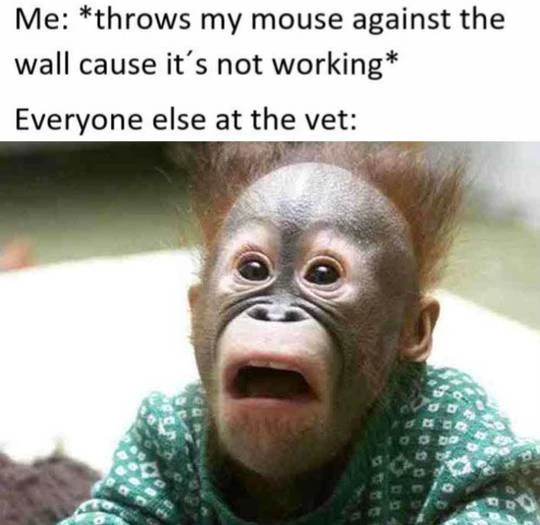 Me: *throws my mouse against the
wall cause it´s not working*
Everyone else at the vet: